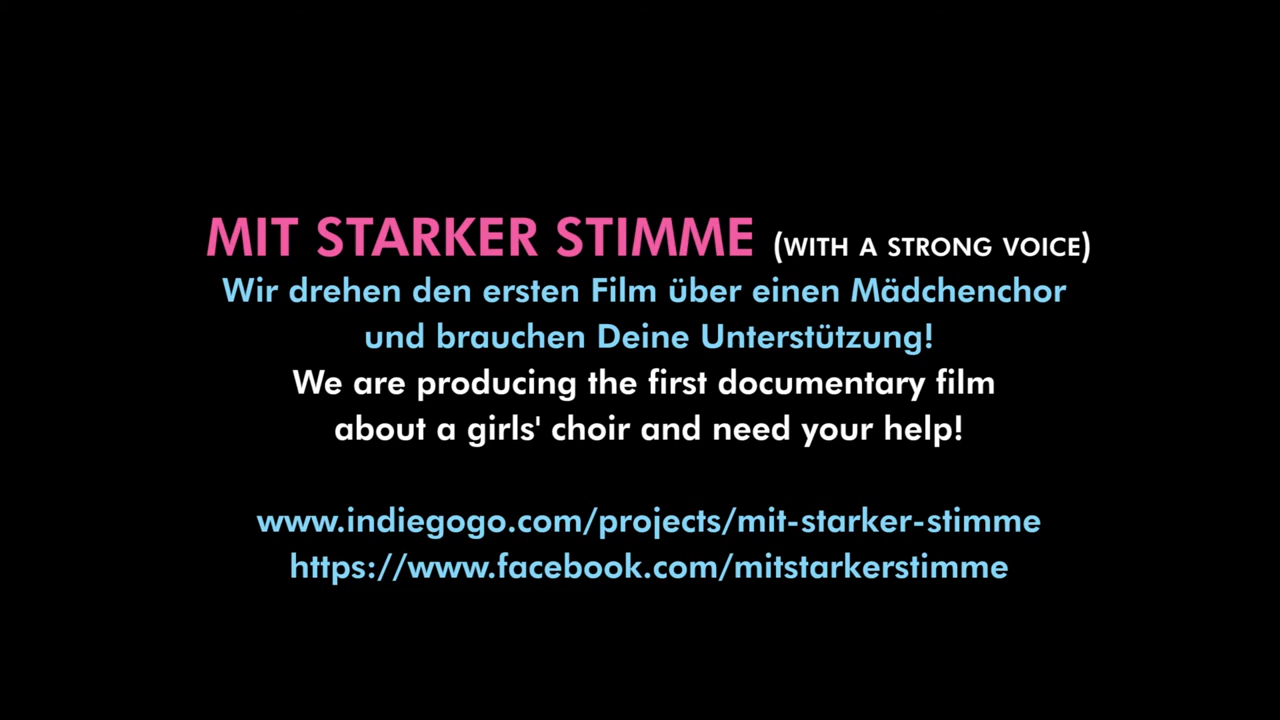 MIT STARKER STIMME (WITH A STRONG VOICE)
Wir drehen den ersten Film über einen Mädchenchor
und brauchen Deine Unterstützung!
We are producing the first documentary film
about a girls' choir and need your help!
www.indiegogo.com/projects/mit-starker-stimme
https://www.facebook.com/mitstarkerstimme